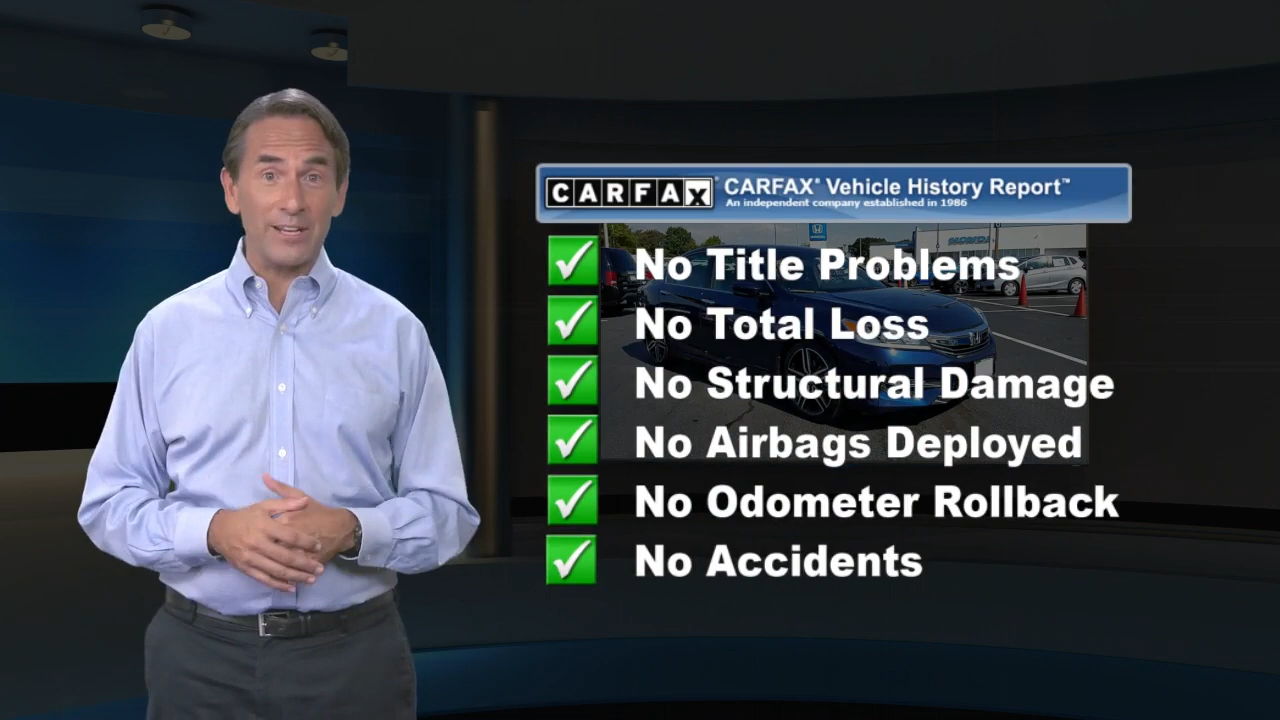 CARFAX® CARFAX® Vehicle History Report™
An independent company established in 1986
No Title Problems
No Total Loss
No Structural Damage
No Airbags Deployed
No Odometer Rollback
No Accidents